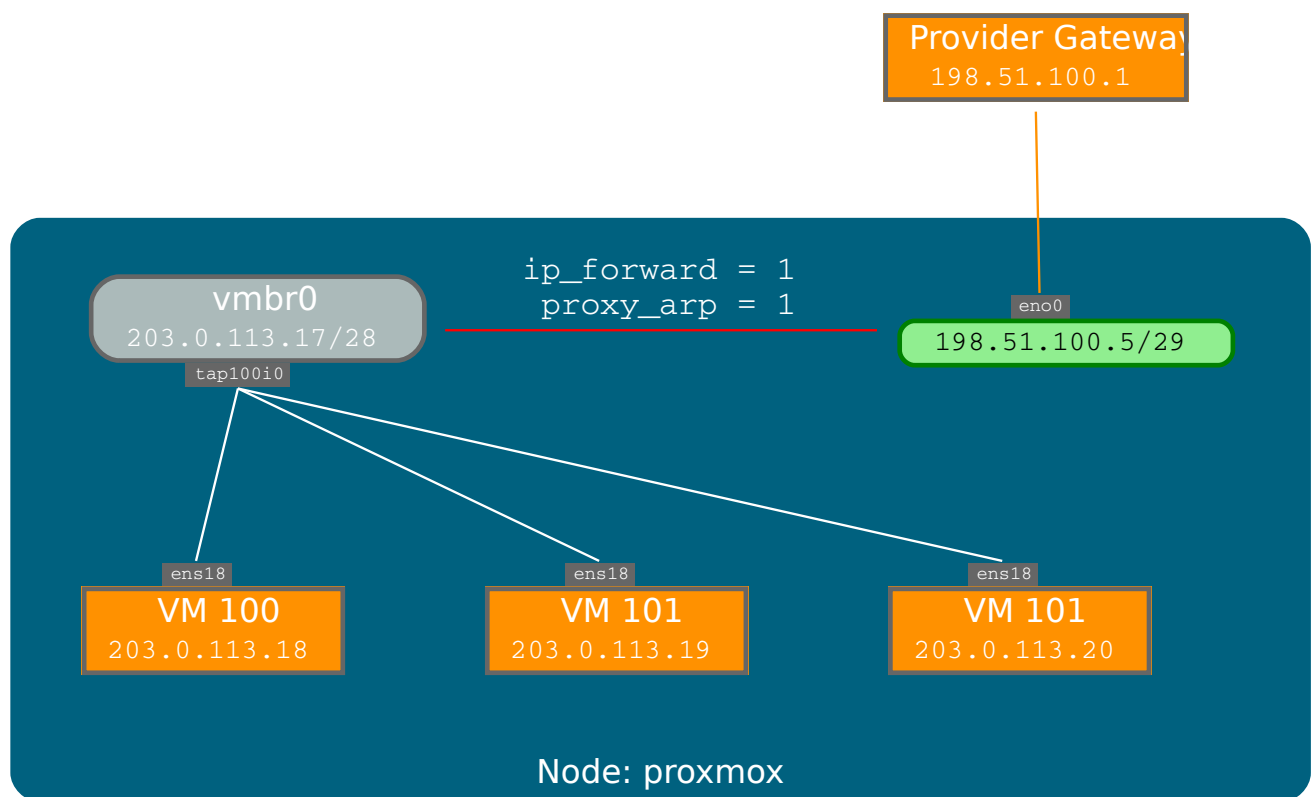 Provider Gateway
198.51.100.1
ip_forward = 1
proxy_arp = 1
vmbr0
203.0.113.17/28
tap100i0
eno0
198.51.100.5/29
ens18
VM 100
203.0.113.18
ens18
VM 101
203.0.113.19
ens18
VM 101
203.0.113.20
Node: proxmox